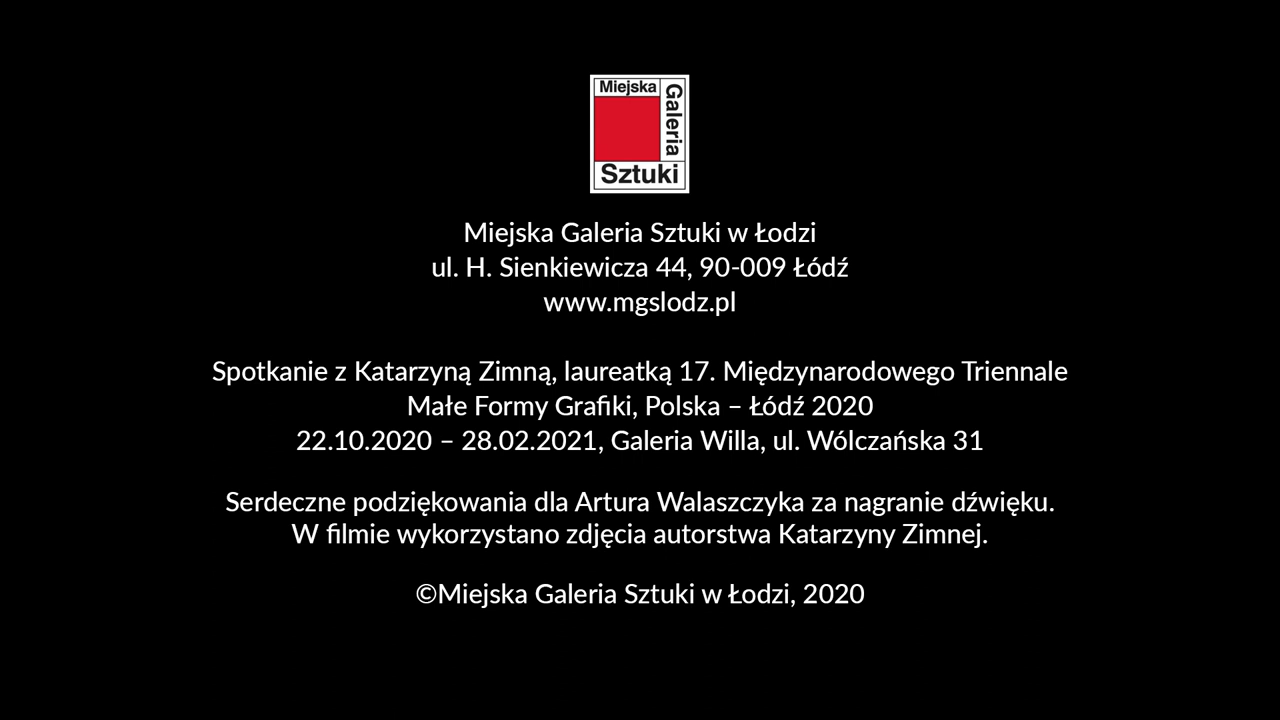 Miejska
Galeria
Sztuki
Miejska Galeria Sztuki w Łodzi
ul. H. Sienkiewicza 44, 90-009 Łódź
www.mgslodz.pl
Spotkanie z Katarzyną Zimną, laureatką 17. Międzynarodowego Triennale
Małe Formy Grafiki, Polska – Łódź 2020
22.10.2020 – 28.02.2021, Galeria Willa, ul. Wólczańska 31
Serdeczne podziękowania dla Artura Walaszczyka za nagranie dźwięku.
W filmie wykorzystano zdjęcia autorstwa Katarzyny Zimnej.
©Miejska Galeria Sztuki w Łodzi, 2020